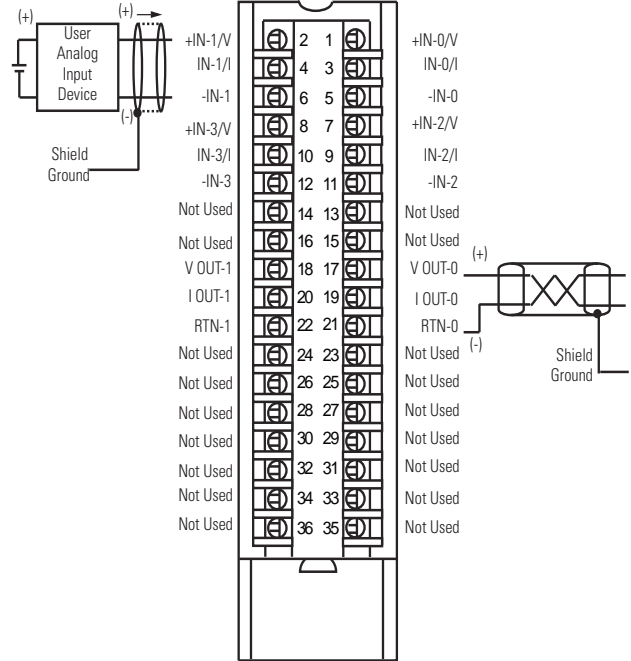 (+)
(+)
User
Analog
Input
Device
(-)
Shield
Ground
+IN-1/V 2 1 +IN-0/V
IN-1/I 4 3 IN-0/I
-IN-1 6 5 -IN-0
+IN-3/V 8 7 +IN-2/V
IN-3/I 10 9 IN-2/I
-IN-3 12 11 -IN-2
Not Used 14 13 Not Used
Not Used 16 15 Not Used
V OUT-1 18 17 V OUT-0
I OUT-1 20 19 I OUT-0
RTN-1 22 21 RTN-0
Not Used 24 23 Not Used
Not Used 26 25 Not Used
Not Used 28 27 Not Used
Not Used 30 29 Not Used
Not Used 32 31 Not Used
Not Used 34 33 Not Used
Not Used 36 35 Not Used
(+)
(-)
Shield
Ground